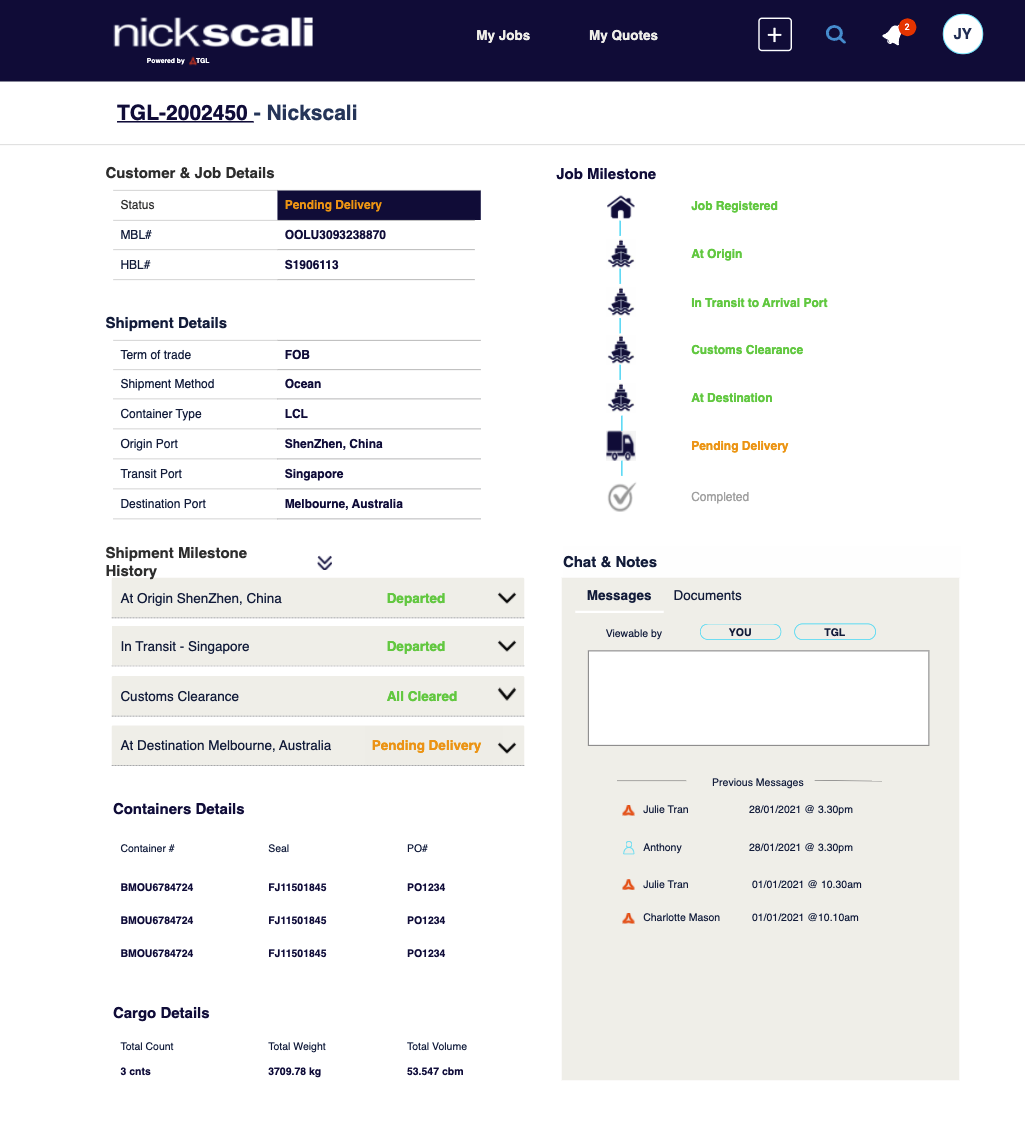 nickscali
Powered by TGL
My Jobs
My Quotes
2
JY
TGL-2002450 - Nickscali
Customer & Job Details
Status Pending Delivery
MBL# OOLU3093238870
HBL# S1906113
Shipment Details
Term of trade FOB
Shipment Method Ocean
Container Type LCL
Origin Port ShenZhen, China
Transit Port Singapore
Destination Port Melbourne, Australia
Job Milestone
Job Registered
At Origin
In Transit to Arrival Port
Customs Clearance
At Destination
Pending Delivery
Completed
Shipment Milestone
History
At Origin ShenZhen, China Departed
In Transit - Singapore Departed
Customs Clearance All Cleared
At Destination Melbourne, Australia Pending Delivery
Containers Details
Container # Seal PO#
BMOU6784724 FJ11501845 PO1234
BMOU6784724 FJ11501845 PO1234
BMOU6784724 FJ11501845 PO1234
Cargo Details
Total Count Total Weight Total Volume
3 cnts 3709.78 kg 53.547 cbm
Chat & Notes
Messages Documents
Viewable by YOU TGL
Previous Messages
Julie Tran 28/01/2021 @ 3.30pm
Anthony 28/01/2021 @ 3.30pm
Julie Tran 01/01/2021 @ 10.30am
Charlotte Mason 01/01/2021 @10.10am